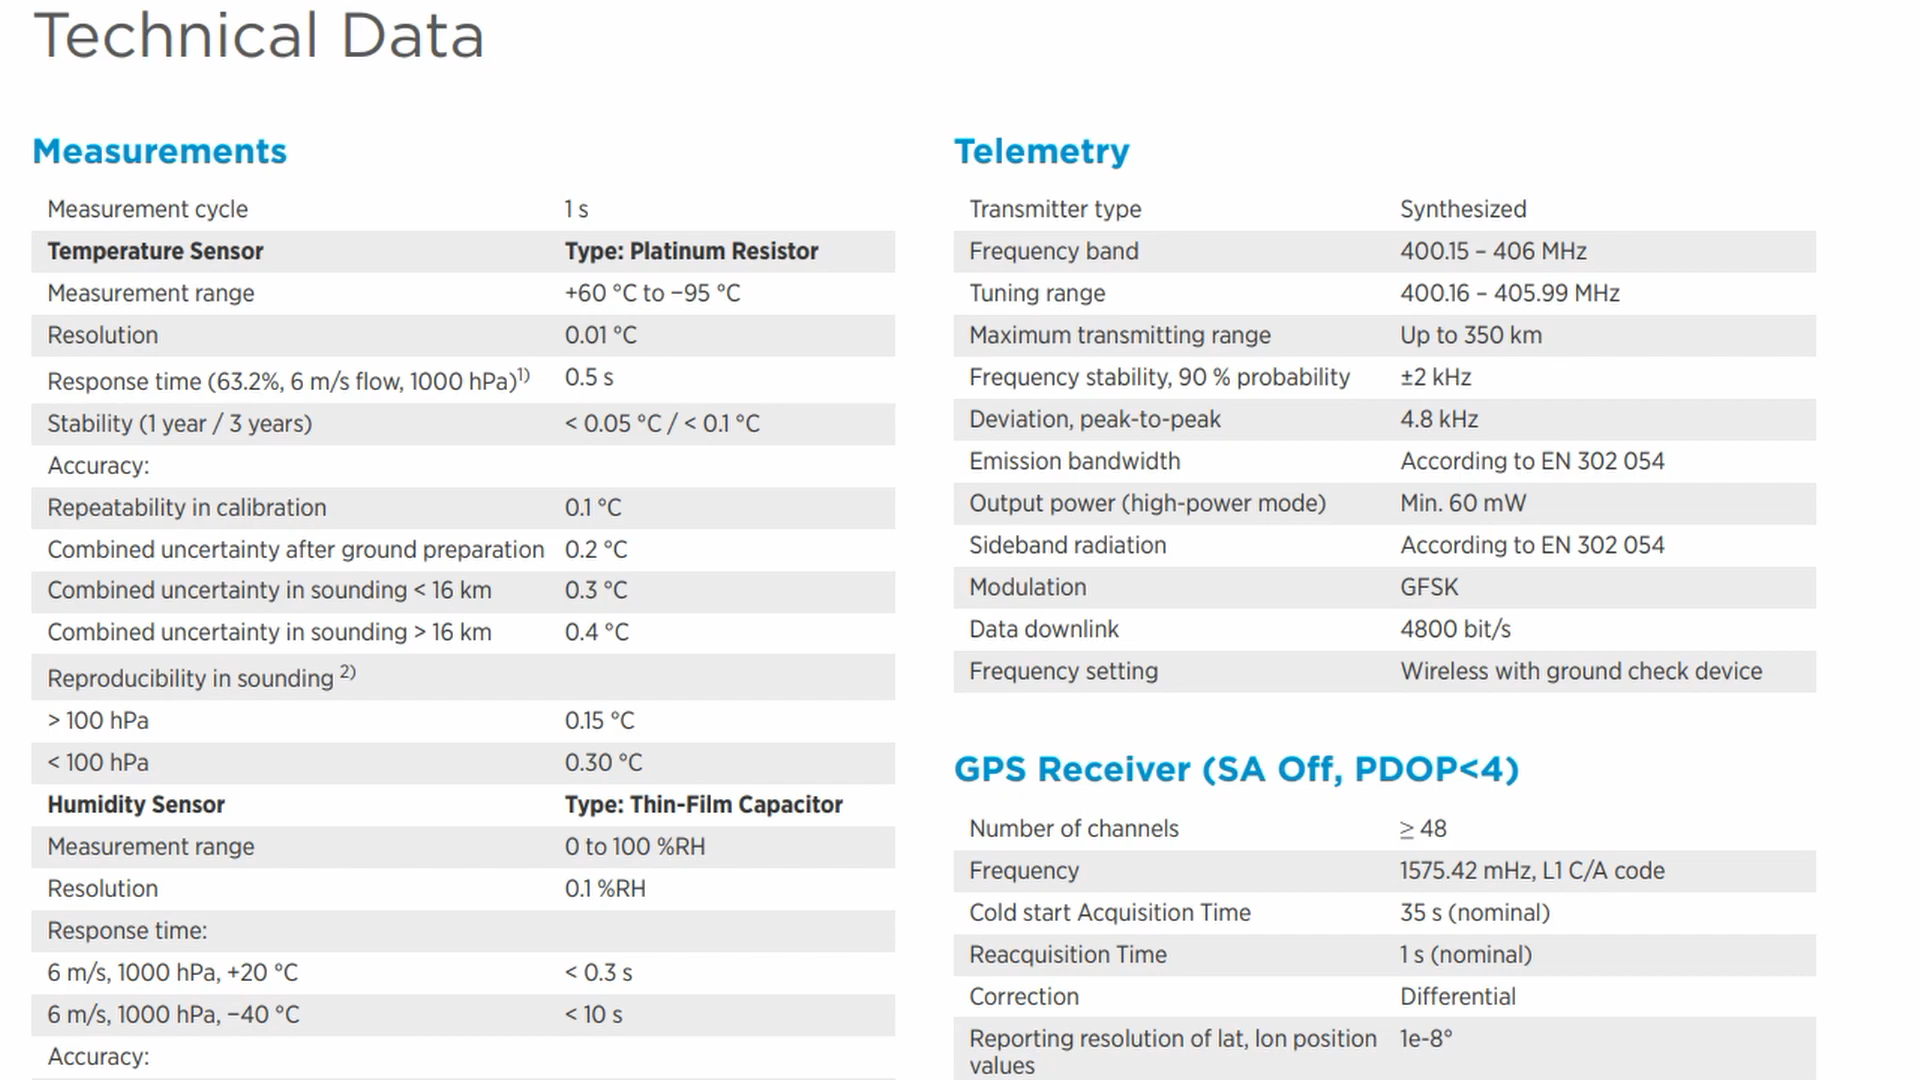 Technical Data
Measurements
Measurement cycle 1 s
Temperature Sensor Type: Platinum Resistor
Measurement range +60 °C to −95 °C
Resolution 0.01 °C
Response time (63.2%, 6 m/s flow, 1000 hPa)1) 0.5 s
Stability (1 year / 3 years) < 0.05 °C / < 0.1 °C
Accuracy:
Repeatability in calibration 0.1 °C
Combined uncertainty after ground preparation 0.2 °C
Combined uncertainty in sounding < 16 km 0.3 °C
Combined uncertainty in sounding > 16 km 0.4 °C
Reproducibility in sounding 2)
> 100 hPa 0.15 °C
< 100 hPa 0.30 °C
Humidity Sensor Type: Thin-Film Capacitor
Measurement range 0 to 100 %RH
Resolution 0.1 %RH
Response time:
6 m/s, 1000 hPa, +20 °C < 0.3 s
6 m/s, 1000 hPa, −40 °C < 10 s
Accuracy:
Telemetry
Transmitter type Synthesized
Frequency band 400.15 – 406 MHz
Tuning range 400.16 – 405.99 MHz
Maximum transmitting range Up to 350 km
Frequency stability, 90 % probability ±2 kHz
Deviation, peak-to-peak 4.8 kHz
Emission bandwidth According to EN 302 054
Output power (high-power mode) Min. 60 mW
Sideband radiation According to EN 302 054
Modulation GFSK
Data downlink 4800 bit/s
Frequency setting Wireless with ground check device
GPS Receiver (SA Off, PDOP<4)
Number of channels ≥ 48
Frequency 1575.42 mHz, L1 C/A code
Cold start Acquisition Time 35 s (nominal)
Reacquisition Time 1 s (nominal)
Correction Differential
Reporting resolution of lat, lon position 1e-8°
values